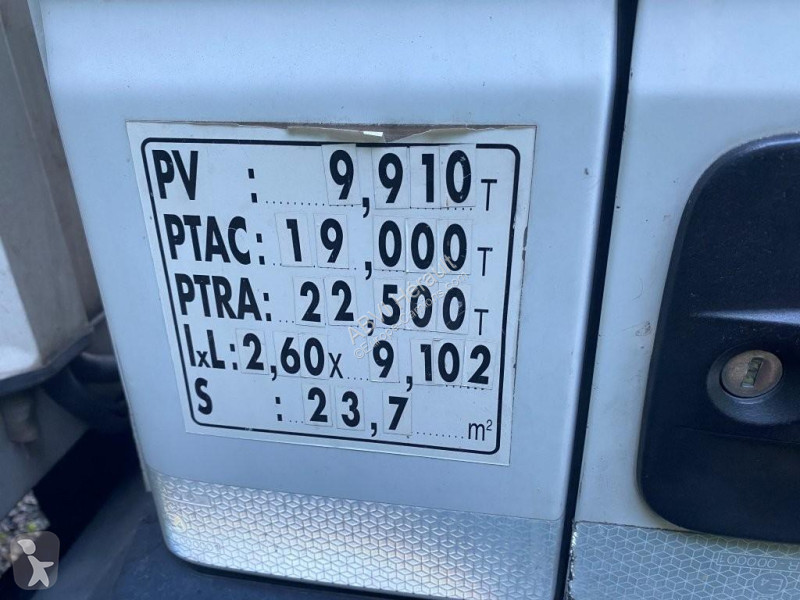 PV : 9,910 T
PTAC: 19,000 T
PTRA: 22,500 T
lxL: 2,60 x 9,102
S : 23,7 m²